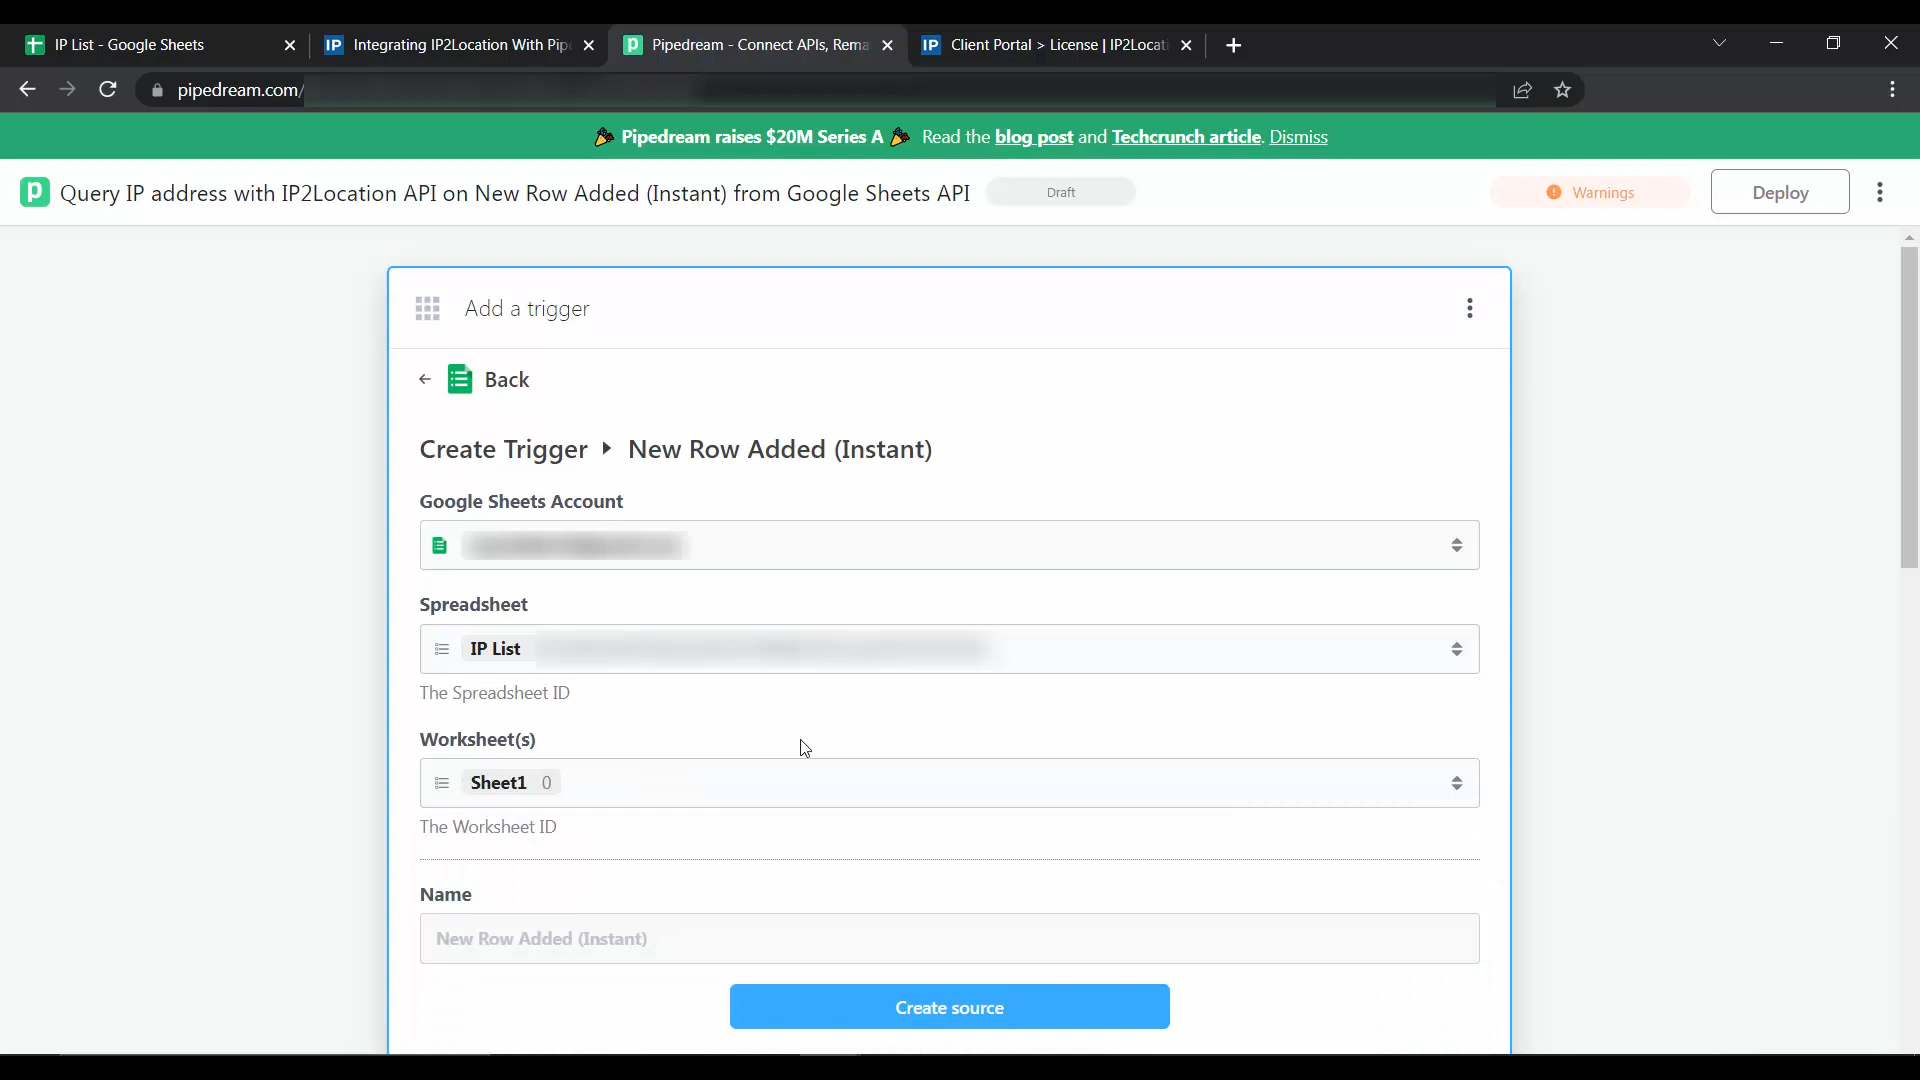 IP List - Google Sheets
IP Integrating IP2Location With Pip
p Pipedream - Connect APIs, Rema
IP Client Portal > License | IP2Locati
pipedream.com/
Pipedream raises $20M Series A Read the blog post and Techcrunch article. Dismiss
p Query IP address with IP2Location API on New Row Added (Instant) from Google Sheets API
Draft
Warnings
Deploy
Add a trigger
Back
Create Trigger New Row Added (Instant)
Google Sheets Account
Spreadsheet
IP List
The Spreadsheet ID
Worksheet(s)
Sheet1 0
The Worksheet ID
Name
New Row Added (Instant)
Create source